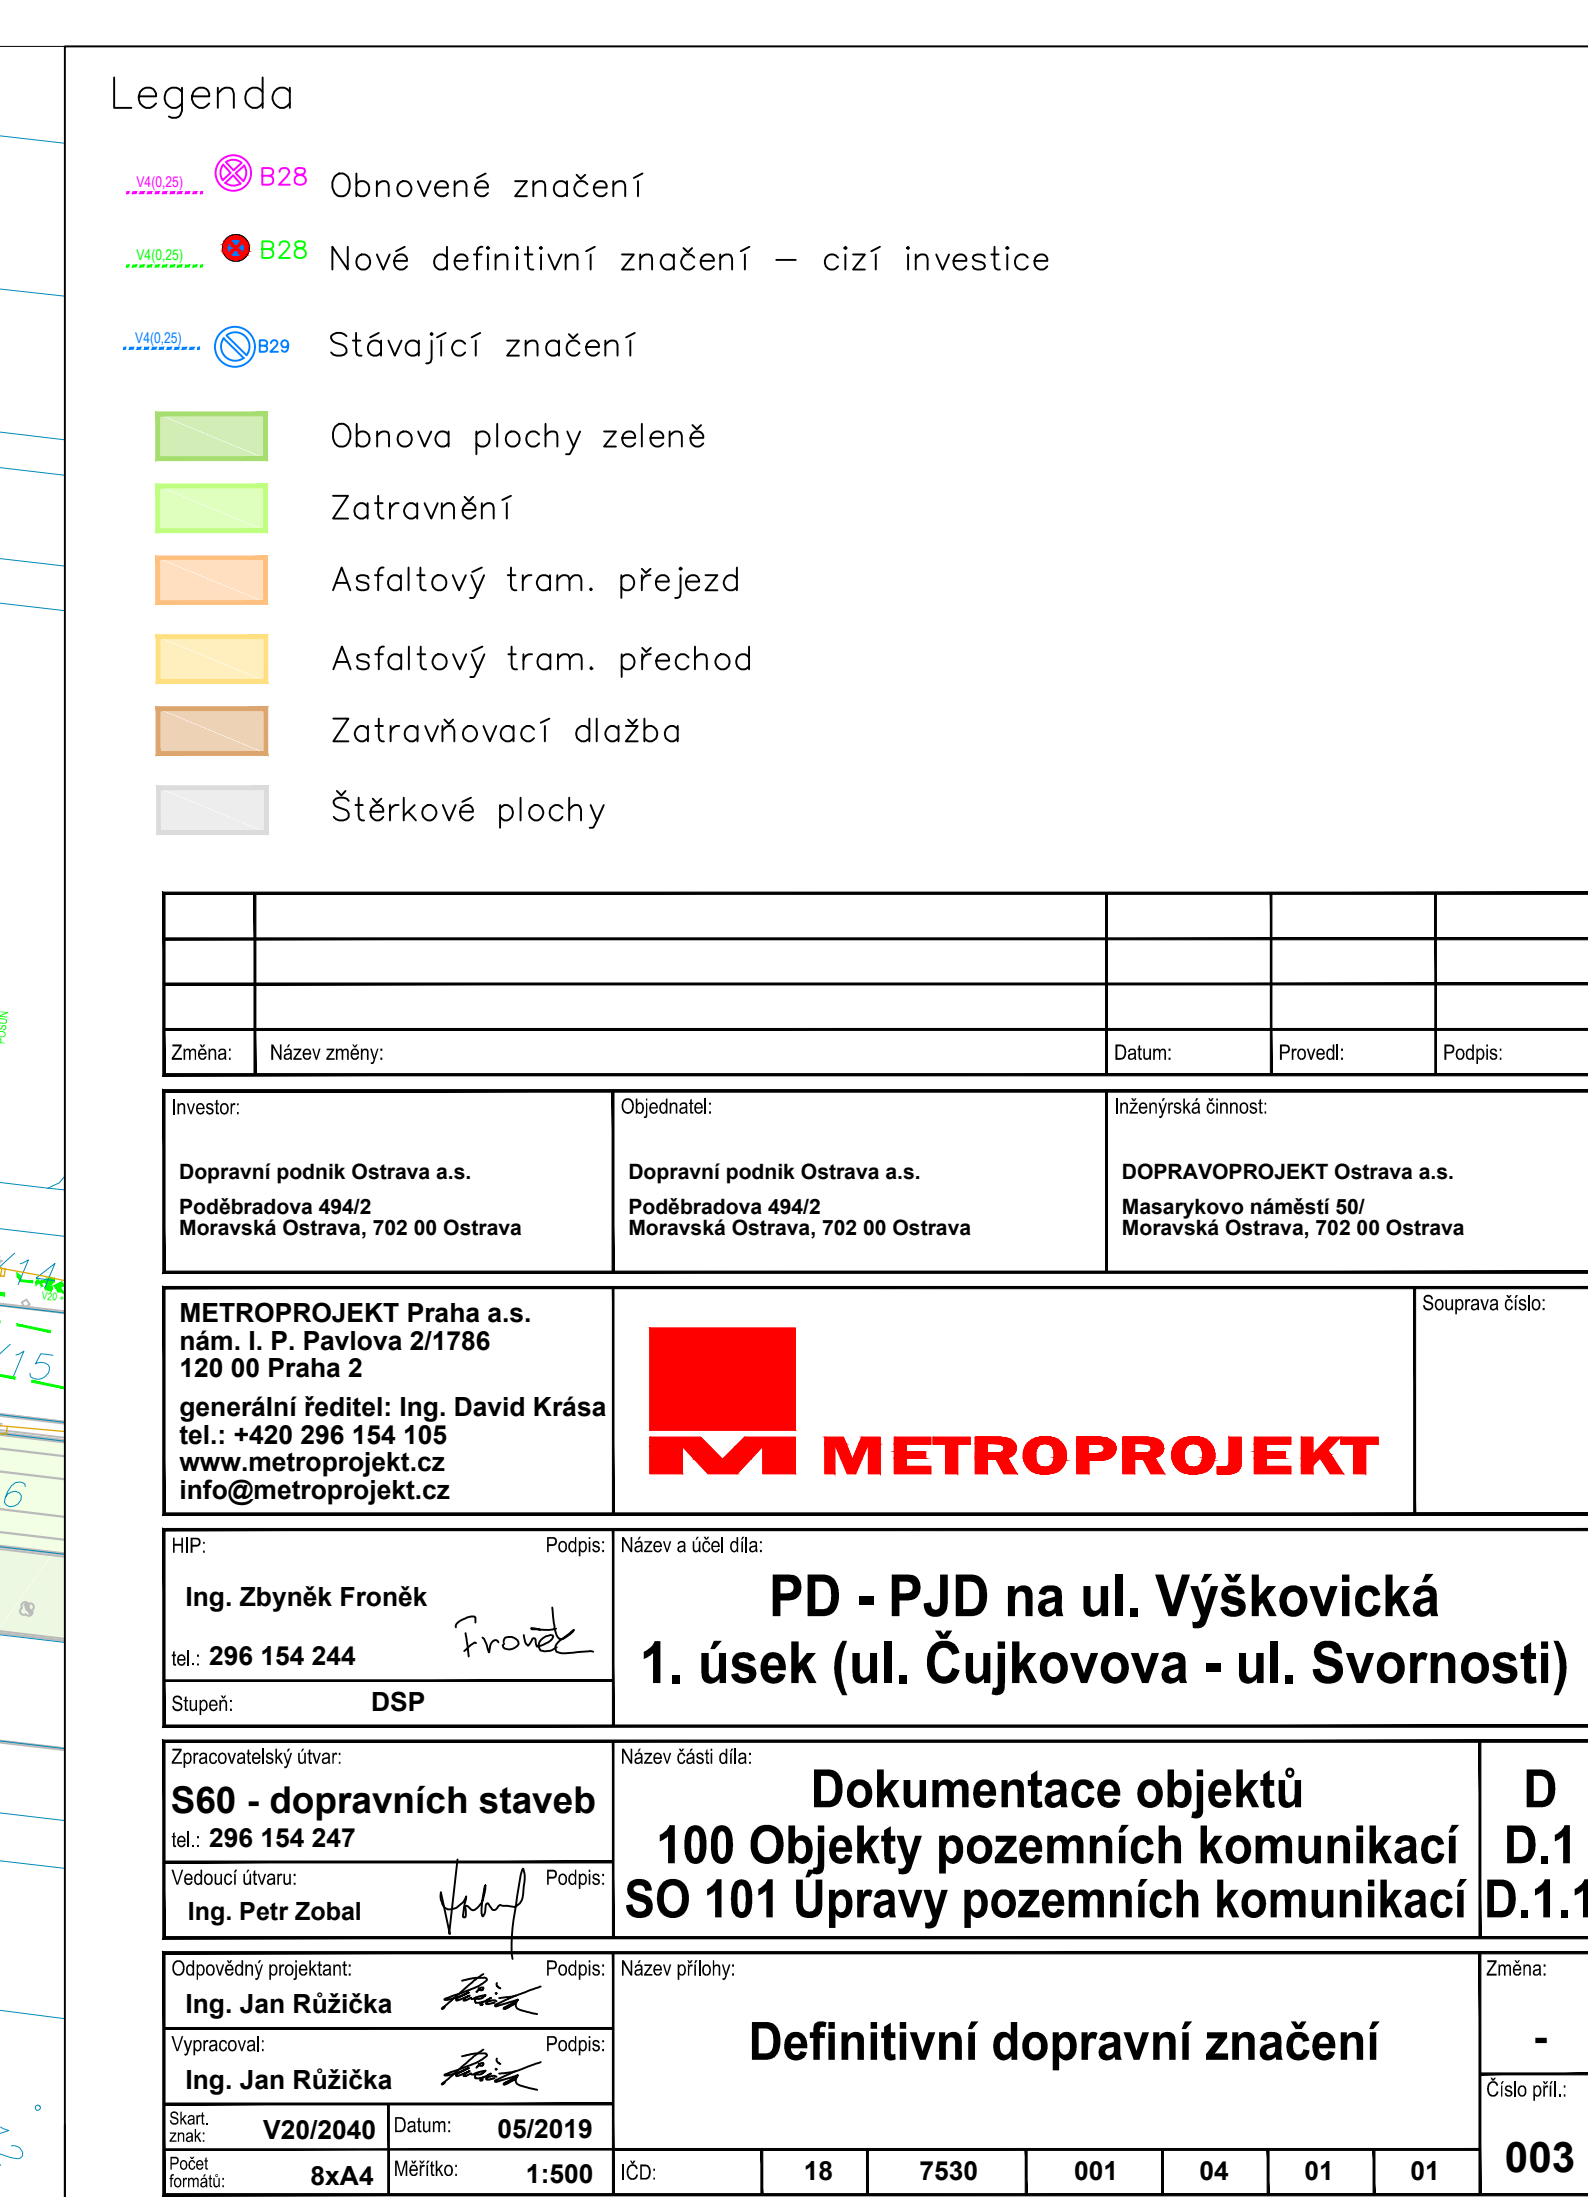 Legenda
V4(0,25) B28 Obnovené značení
V4(0,25) B28 Nové definitivní značení – cizí investice
V4(0,25) B29 Stávající značení
Obnova plochy zeleně
Zatravnění
Asfaltový tram. přejezd
Asfaltový tram. přechod
Zatravňovací dlažba
Štěrkové plochy
Změna: Název změny: Datum: Provedl: Podpis:
Investor:
Dopravní podnik Ostrava a.s.
Poděbradova 494/2
Moravská Ostrava, 702 00 Ostrava
Objednatel:
Dopravní podnik Ostrava a.s.
Poděbradova 494/2
Moravská Ostrava, 702 00 Ostrava
Inženýrská činnost:
DOPRAVOPROJEKT Ostrava a.s.
Masarykovo náměstí 50/
Moravská Ostrava, 702 00 Ostrava
METROPROJEKT Praha a.s.
nám. I. P. Pavlova 2/1786
120 00 Praha 2
generální ředitel: Ing. David Krása
tel.: +420 296 154 105
www.metroprojekt.cz
info@metroprojekt.cz
METROPROJEKT
Souprava číslo:
HIP: Podpis:
Ing. Zbyněk Froněk
Froněk
tel.: 296 154 244
Stupeň: DSP
Název a účel díla:
PD - PJD na ul. Výškovická
1. úsek (ul. Čujkovova - ul. Svornosti)
Zpracovatelský útvar:
S60 - dopravních staveb
tel.: 296 154 247
Vedoucí útvaru: Podpis:
Ing. Petr Zobal
Název části díla:
Dokumentace objektů
100 Objekty pozemních komunikací
SO 101 Úpravy pozemních komunikací
D
D.1
D.1.1
Odpovědný projektant: Podpis:
Ing. Jan Růžička
Vypracoval: Podpis:
Ing. Jan Růžička
Název přílohy:
Definitivní dopravní značení
Změna:
-
Číslo příl.:
003
Skart. znak: V20/2040 Datum: 05/2019
Počet formátů: 8xA4 Měřítko: 1:500
IČD: 18 7530 001 04 01 01
POSUN
/14
V20
/15
6